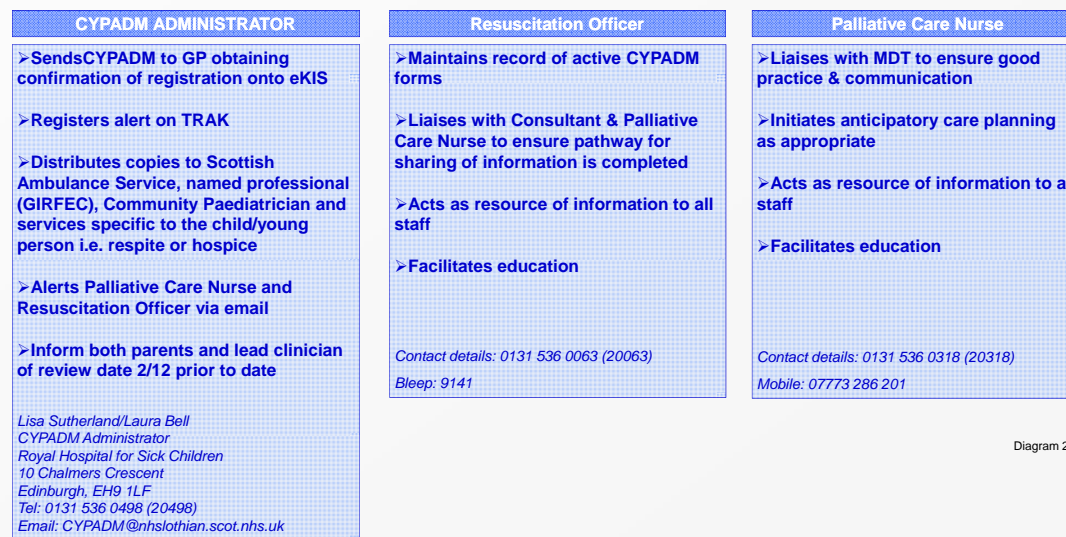 CYPADM ADMINISTRATOR
➢SendsCYPADM to GP obtaining
confirmation of registration onto eKIS
➢Registers alert on TRAK
➢Distributes copies to Scottish
Ambulance Service, named professional
(GIRFEC), Community Paediatrician and
services specific to the child/young
person i.e. respite or hospice
➢Alerts Palliative Care Nurse and
Resuscitation Officer via email
➢Inform both parents and lead clinician
of review date 2/12 prior to date
Lisa Sutherland/Laura Bell
CYPADM Administrator
Royal Hospital for Sick Children
10 Chalmers Crescent
Edinburgh, EH9 1LF
Tel: 0131 536 0498 (20498)
Email: CYPADM@nhslothian.scot.nhs.uk
Resuscitation Officer
➢Maintains record of active CYPADM
forms
➢Liaises with Consultant & Palliative
Care Nurse to ensure pathway for
sharing of information is completed
➢Acts as resource of information to all
staff
➢Facilitates education
Contact details: 0131 536 0063 (20063)
Bleep: 9141
Palliative Care Nurse
➢Liaises with MDT to ensure good
practice & communication
➢Initiates anticipatory care planning
as appropriate
➢Acts as resource of information to
staff
➢Facilitates education
Contact details: 0131 536 0318 (20318)
Mobile: 07773 286 201
Diagram 2